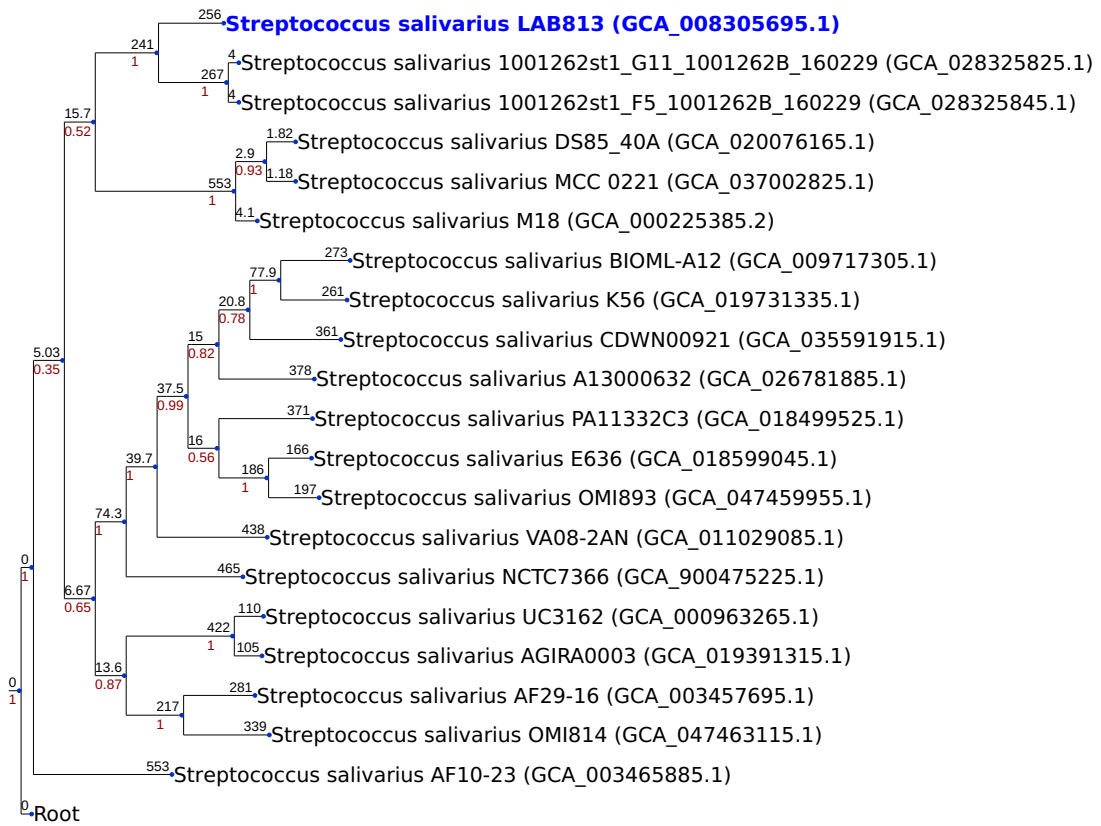 256
Streptococcus salivarius LAB813 (GCA_008305695.1)
241
1
4
Streptococcus salivarius 1001262st1_G11_1001262B_160229 (GCA_028325825.1)
267
1
4
Streptococcus salivarius 1001262st1_F5_1001262B_160229 (GCA_028325845.1)
15.7
0.52
1.82
Streptococcus salivarius DS85_40A (GCA_020076165.1)
2.9
0.93
1.18
Streptococcus salivarius MCC 0221 (GCA_037002825.1)
553
1
4.1
Streptococcus salivarius M18 (GCA_000225385.2)
273
Streptococcus salivarius BIOML-A12 (GCA_009717305.1)
77.9
1
261
Streptococcus salivarius K56 (GCA_019731335.1)
20.8
0.78
361
Streptococcus salivarius CDWN00921 (GCA_035591915.1)
15
0.82
378
Streptococcus salivarius A13000632 (GCA_026781885.1)
5.03
0.35
37.5
0.99
371
Streptococcus salivarius PA11332C3 (GCA_018499525.1)
16
0.56
166
Streptococcus salivarius E636 (GCA_018599045.1)
186
1
197
Streptococcus salivarius OMI893 (GCA_047459955.1)
39.7
1
438
Streptococcus salivarius VA08-2AN (GCA_011029085.1)
74.3
1
465
Streptococcus salivarius NCTC7366 (GCA_900475225.1)
0
1
6.67
0.65
110
Streptococcus salivarius UC3162 (GCA_000963265.1)
422
1
105
Streptococcus salivarius AGIRA0003 (GCA_019391315.1)
13.6
0.87
281
Streptococcus salivarius AF29-16 (GCA_003457695.1)
217
1
339
Streptococcus salivarius OMI814 (GCA_047463115.1)
0
1
553
Streptococcus salivarius AF10-23 (GCA_003465885.1)
0
Root